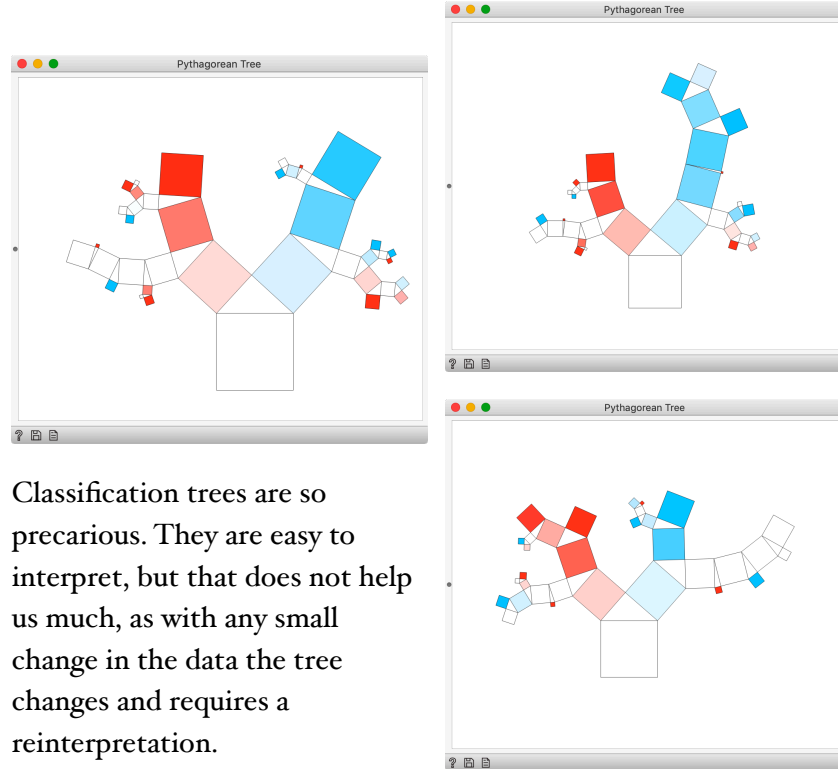 Pythagorean Tree
Pythagorean Tree
Pythagorean Tree
Classification trees are so
precarious. They are easy to
interpret, but that does not help
us much, as with any small
change in the data the tree
changes and requires a
reinterpretation.